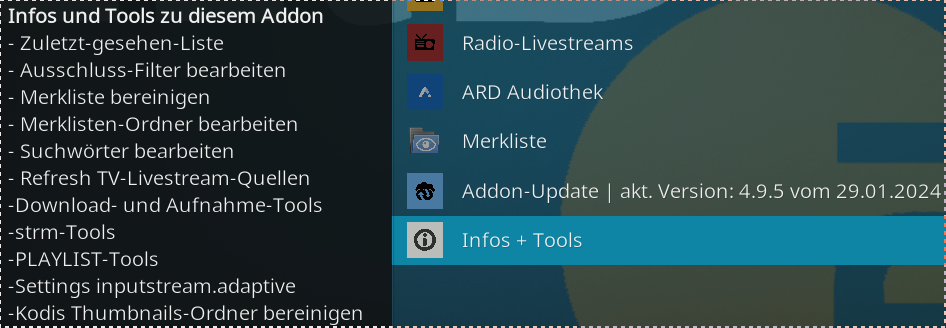 Infos und Tools zu diesem Addon
- Zuletzt-gesehen-Liste
- Ausschluss-Filter bearbeiten
- Merkliste bereinigen
- Merklisten-Ordner bearbeiten
- Suchwörter bearbeiten
- Refresh TV-Livestream-Quellen
-Download- und Aufnahme-Tools
-strm-Tools
-PLAYLIST-Tools
-Settings inputstream.adaptive
-Kodis Thumbnails-Ordner bereinigen
Radio-Livestreams
ARD Audiothek
Merkliste
Addon-Update | akt. Version: 4.9.5 vom 29.01.2024
Infos + Tools